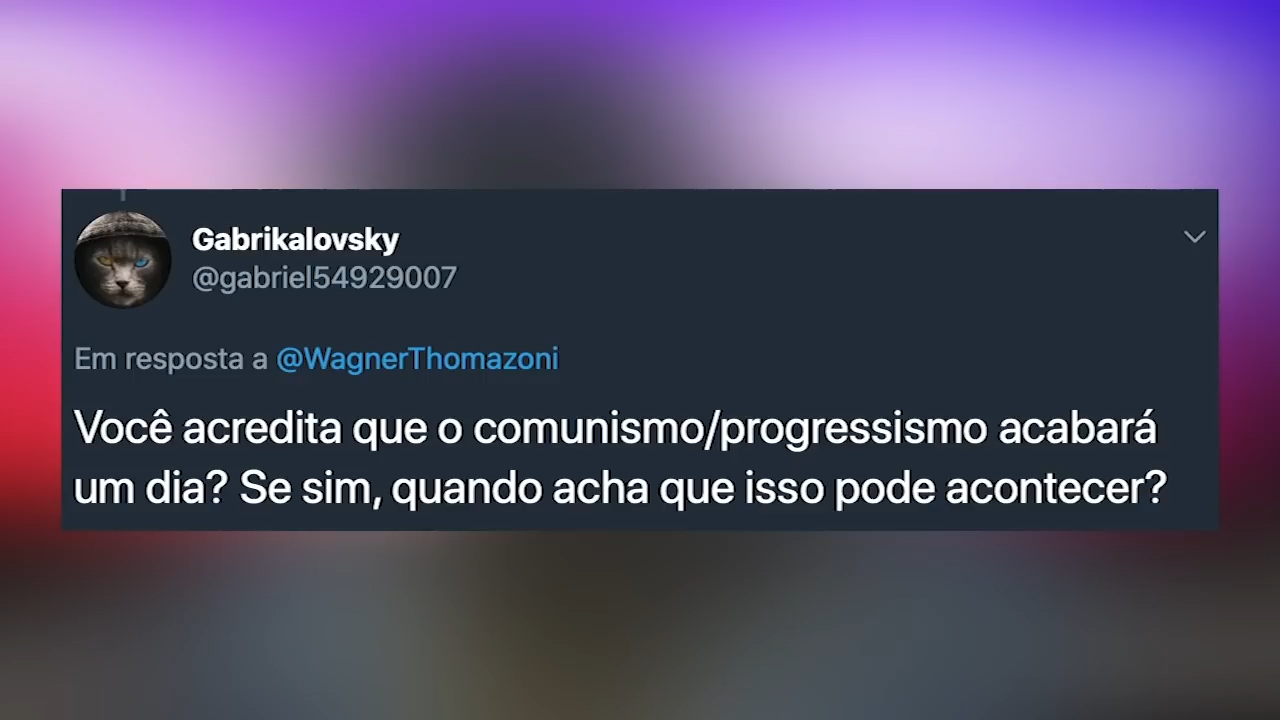 Gabrikalovsky
@gabriel54929007
Em resposta a @WagnerThomazoni
Você acredita que o comunismo/progressismo acabará
um dia? Se sim, quando acha que isso pode acontecer?